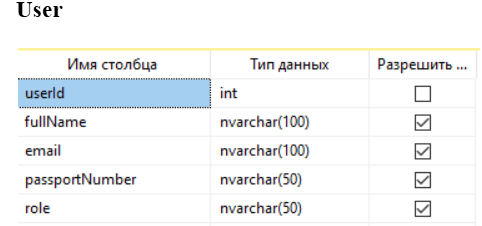 User
Имя столбца Тип данных Разрешить ...
userId int
fullName nvarchar(100)
email nvarchar(100)
passportNumber nvarchar(50)
role nvarchar(50)